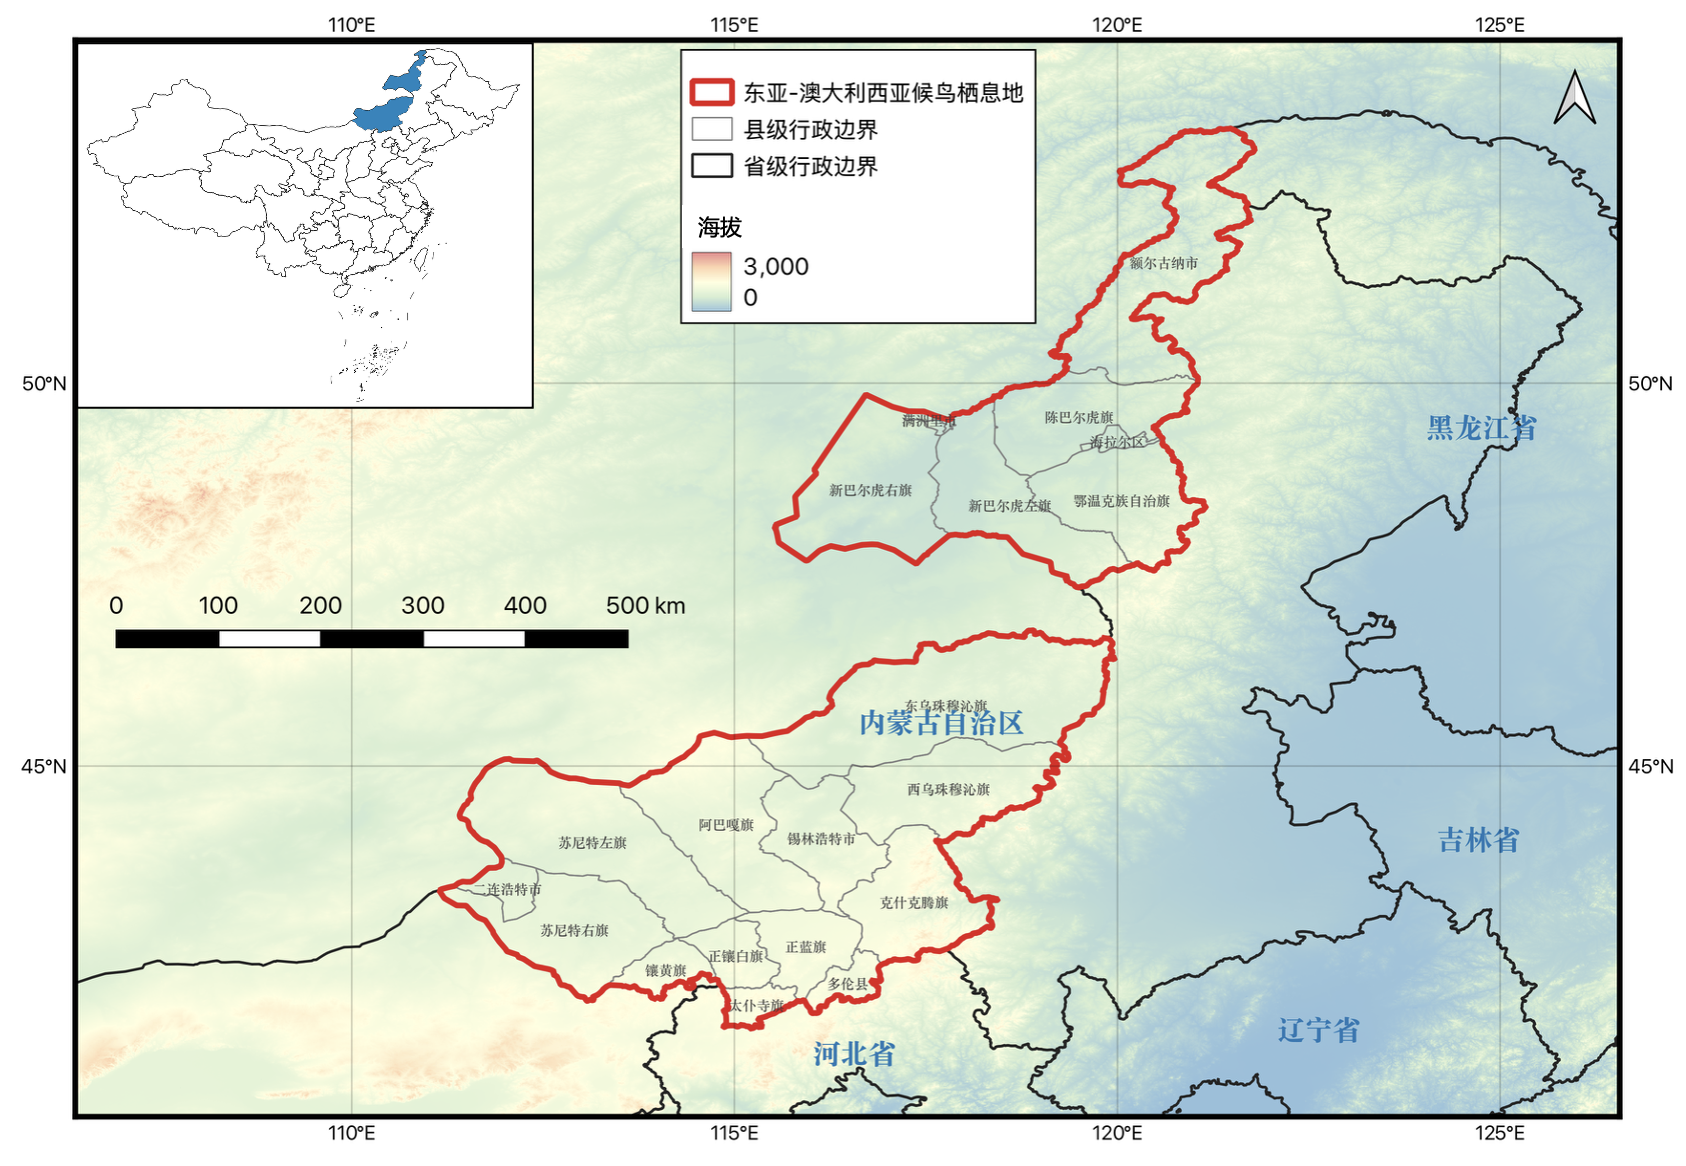 110°E 115°E 120°E 125°E
东亚-澳大利西亚候鸟栖息地
县级行政边界
省级行政边界
海拔
3,000
0
额尔古纳市
50°N 50°N
满洲里市
陈巴尔虎旗
黑龙江省
海拉尔区
新巴尔虎右旗
新巴尔虎左旗
鄂温克族自治旗
0 100 200 300 400 500 km
东乌珠穆沁旗
内蒙古自治区
45°N 45°N
西乌珠穆沁旗
阿巴嘎旗
锡林浩特市
苏尼特左旗
吉林省
二连浩特市
克什克腾旗
苏尼特右旗
正蓝旗
正镶白旗
镶黄旗
多伦县
太仆寺旗
辽宁省
河北省
110°E 115°E 120°E 125°E